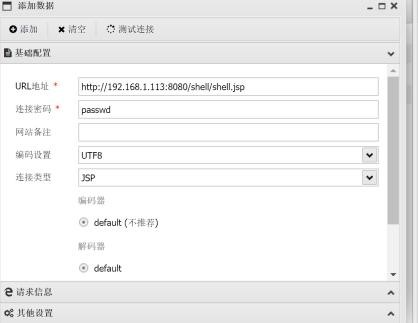 添加数据
添加 清空 测试连接
基础配置
URL地址 * http://192.168.1.113:8080/shell/shell.jsp
连接密码 * passwd
网站备注
编码设置 UTF8
连接类型 JSP
编码器
default (不推荐)
解码器
default
请求信息
其他设置